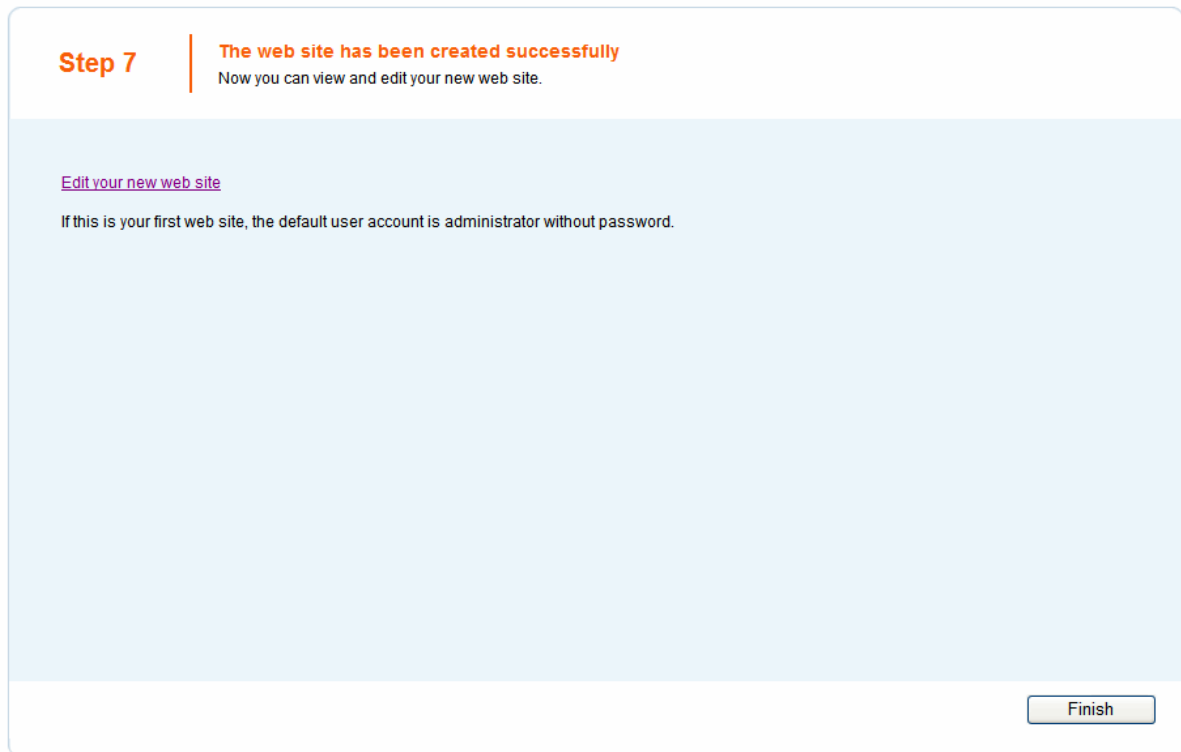 Step 7
The web site has been created successfully
Now you can view and edit your new web site.
Edit your new web site
If this is your first web site, the default user account is administrator without password.
Finish